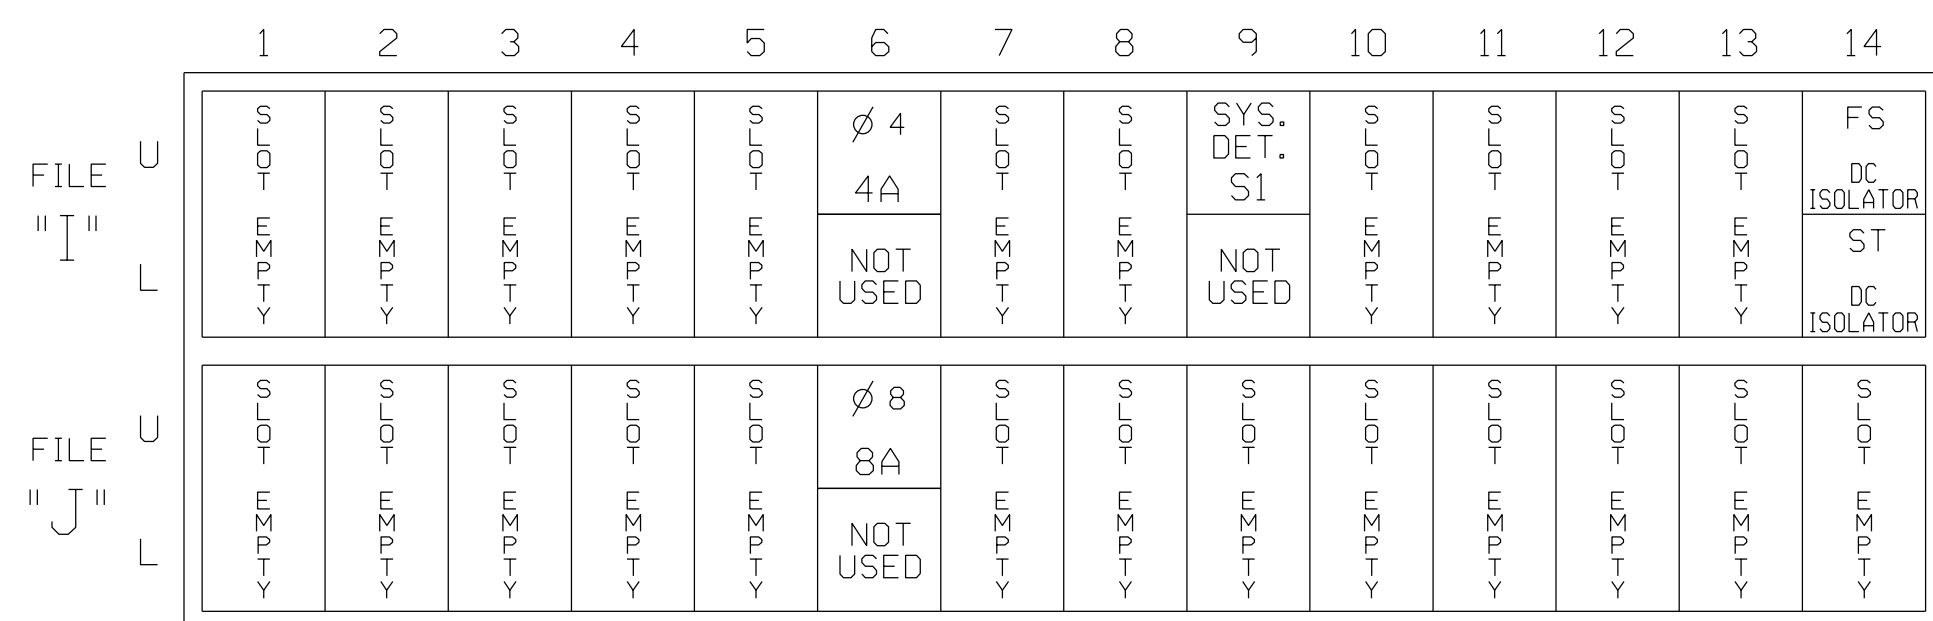 1 2 3 4 5 6 7 8 9 10 11 12 13 14
FILE
"I"
U
L
SLOT EMPTY
SLOT EMPTY
SLOT EMPTY
SLOT EMPTY
SLOT EMPTY
Ø 4
4A
NOT
USED
SLOT EMPTY
SLOT EMPTY
SYS.
DET.
S1
NOT
USED
SLOT EMPTY
SLOT EMPTY
SLOT EMPTY
SLOT EMPTY
FS
DC
ISOLATOR
ST
DC
ISOLATOR
FILE
"J"
U
L
SLOT EMPTY
SLOT EMPTY
SLOT EMPTY
SLOT EMPTY
SLOT EMPTY
Ø 8
8A
NOT
USED
SLOT EMPTY
SLOT EMPTY
SLOT EMPTY
SLOT EMPTY
SLOT EMPTY
SLOT EMPTY
SLOT EMPTY
SLOT EMPTY